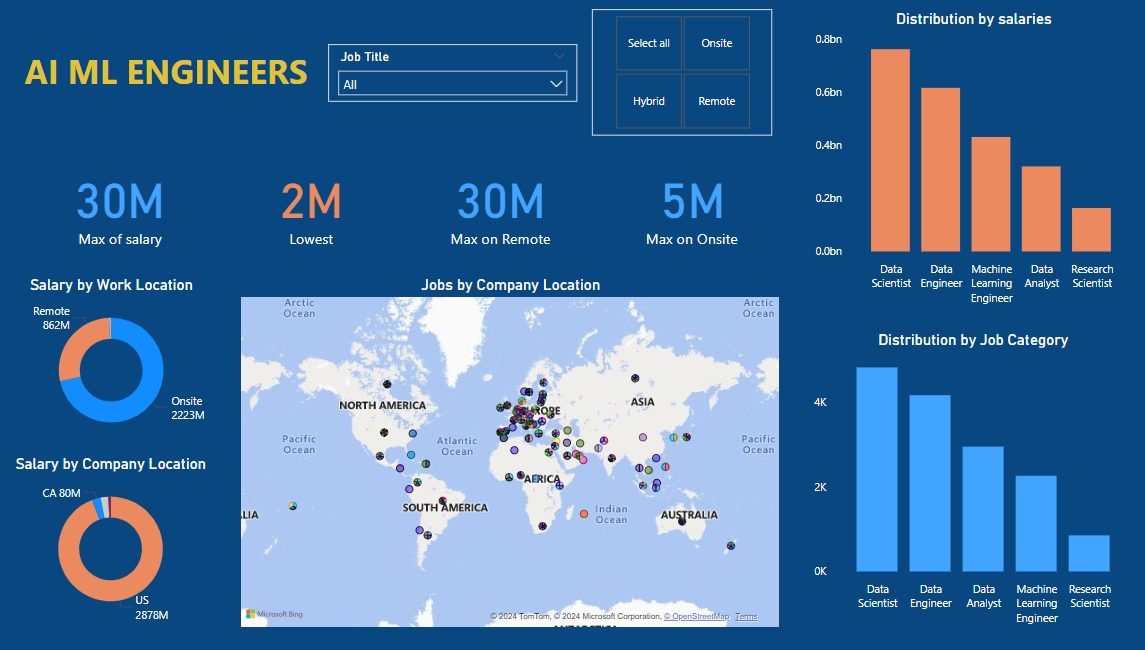 AI ML ENGINEERS
Job Title
All
Select all
Onsite
Hybrid
Remote
30M
Max of salary
2M
Lowest
30M
Max on Remote
5M
Max on Onsite
Distribution by salaries
0.8bn
0.6bn
0.4bn
0.2bn
0.0bn
Data
Scientist
Data
Engineer
Machine
Learning
Engineer
Data
Analyst
Research
Scientist
Salary by Work Location
Remote
862M
Onsite
2223M
Salary by Company Location
CA 80M
US
2878M
Jobs by Company Location
Arctic
Ocean
Arctic
Ocean
NORTH AMERICA
EUROPE
ASIA
Pacific
Ocean
Atlantic
Ocean
Pacific
Ocean
AFRICA
SOUTH AMERICA
Indian
Ocean
ALIA
AUSTRALIA
Microsoft Bing
© 2024 TomTom, © 2024 Microsoft Corporation, © OpenStreetMap Terms
ANTARCTICA
Distribution by Job Category
4K
2K
0K
Data
Scientist
Data
Engineer
Data
Analyst
Machine
Learning
Engineer
Research
Scientist